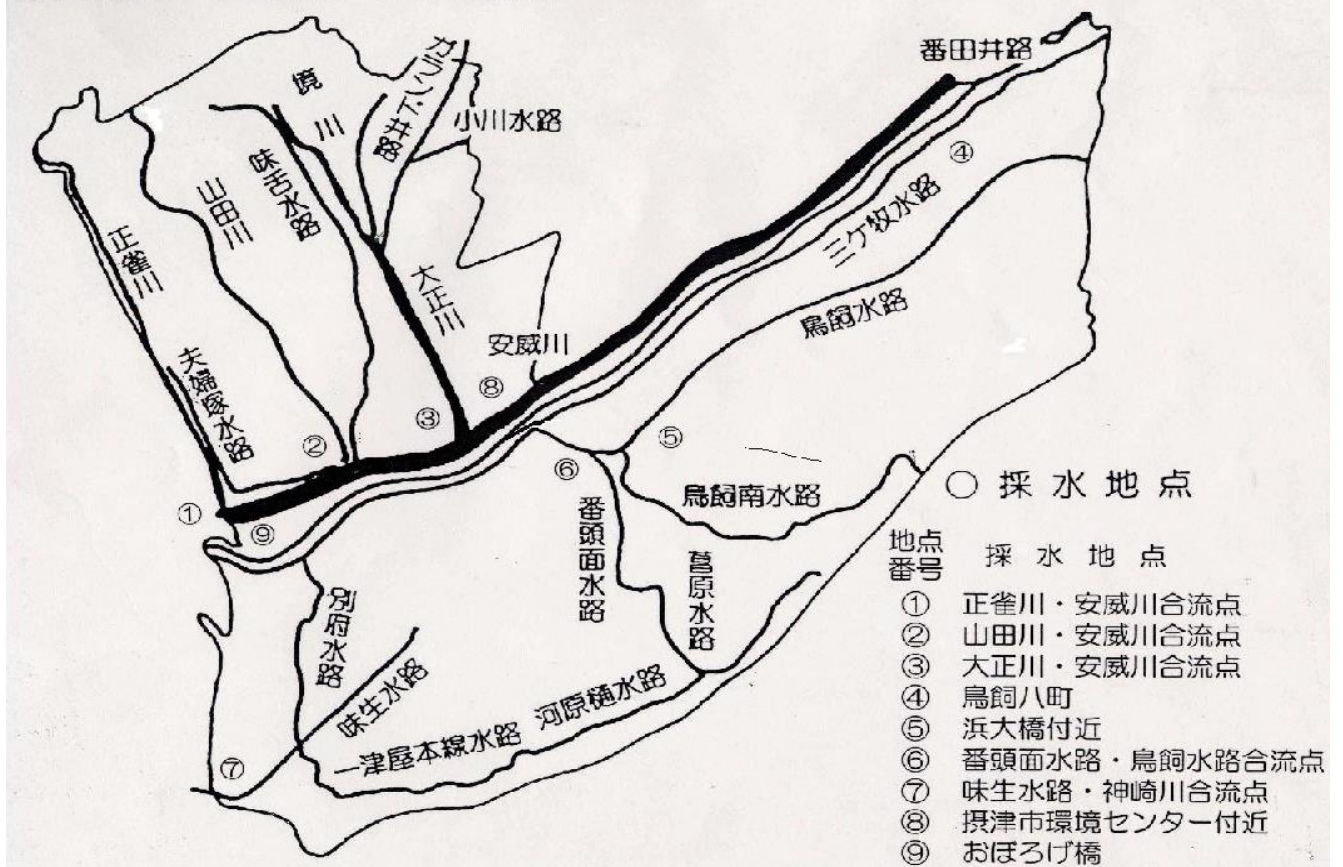 番田井路
ガランド井路
境川
小川水路
④
味舌水路
三ケ牧水路
山田川
正雀川
大正川
鳥飼水路
安威川
夫婦塚水路
⑧
③
②
⑤
⑥
鳥飼南水路
○ 採水地点
①
⑨
番頭面水路
地点
番号
採水地点
菖原水路
別府水路
① 正雀川・安威川合流点
② 山田川・安威川合流点
③ 大正川・安威川合流点
④ 鳥飼八町
⑤ 浜大橋付近
⑥ 番頭面水路・鳥飼水路合流点
⑦ 味生水路・神崎川合流点
⑧ 摂津市環境センター付近
⑨ おぼろげ橋
味生水路
河原樋水路
一津屋本線水路
⑦